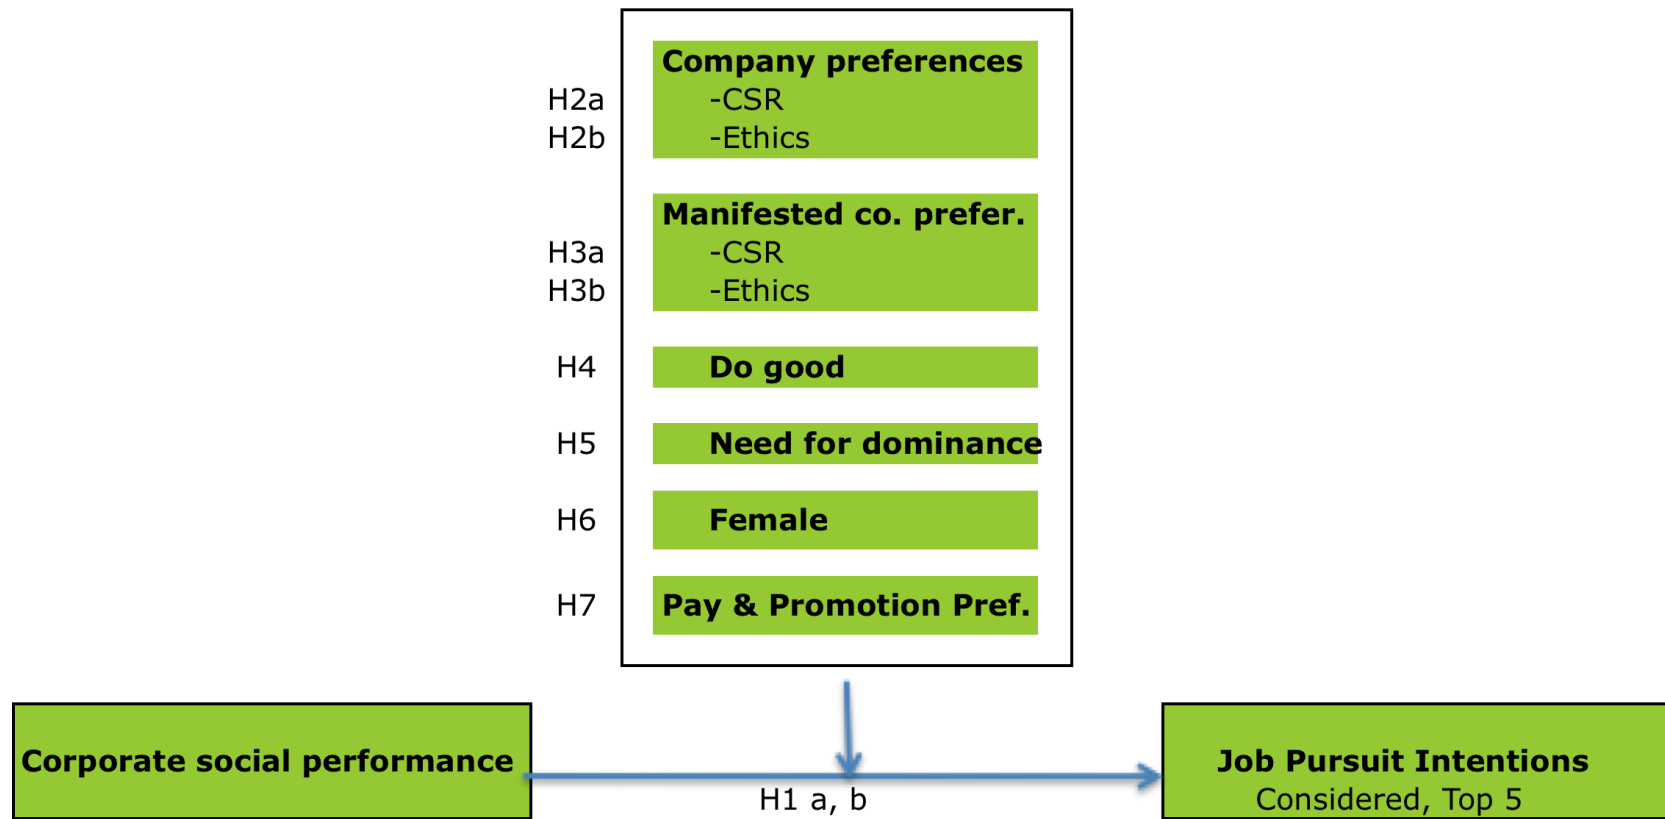 Company preferences
H2a -CSR
H2b -Ethics
Manifested co. prefer.
H3a -CSR
H3b -Ethics
H4 Do good
H5 Need for dominance
H6 Female
H7 Pay & Promotion Pref.
Corporate social performance
H1 a, b
Job Pursuit Intentions
Considered, Top 5